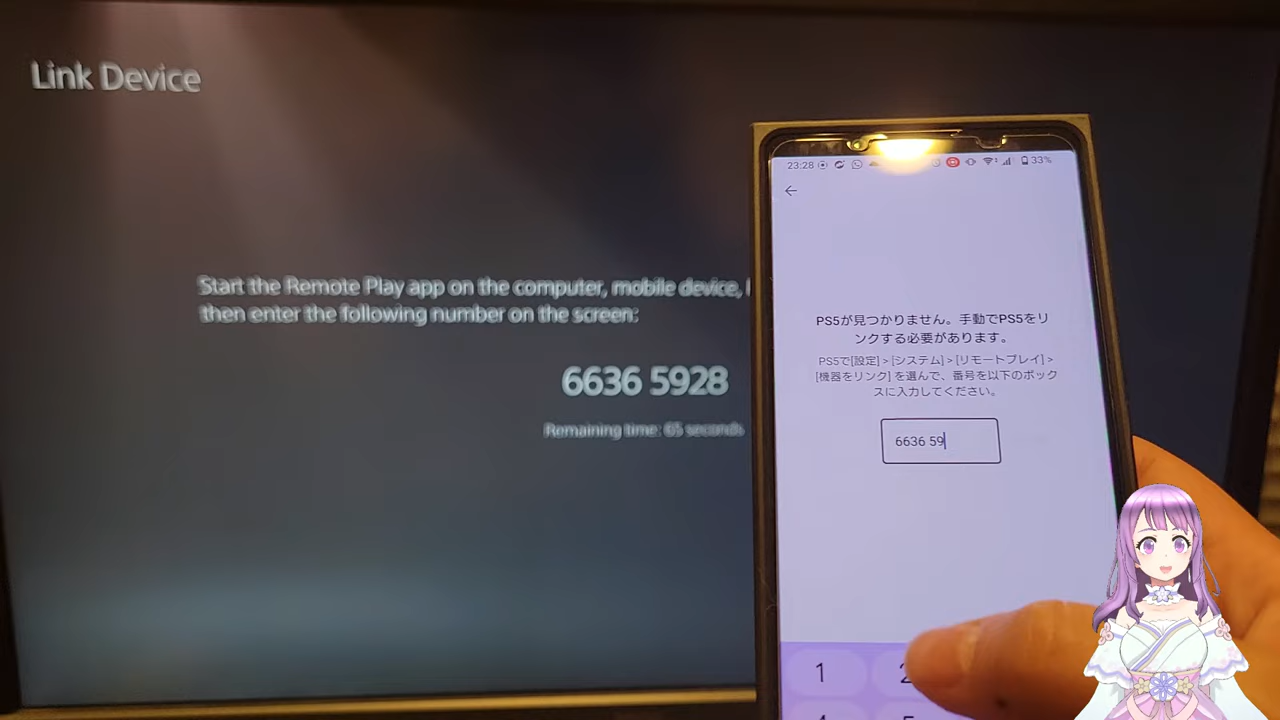 Link Device
Start the Remote Play app on the computer, mobile device,
then enter the following number on the screen:
6636 5928
Remaining time: 65 seconds
23:28
33%
PS5が見つかりません。手動でPS5をリ
ンクする必要があります。
PS5で[設定] > [システム] > [リモートプレイ] >
[機器をリンク] を選んで、番号を以下のボック
スに入力してください。
6636 59
1
2